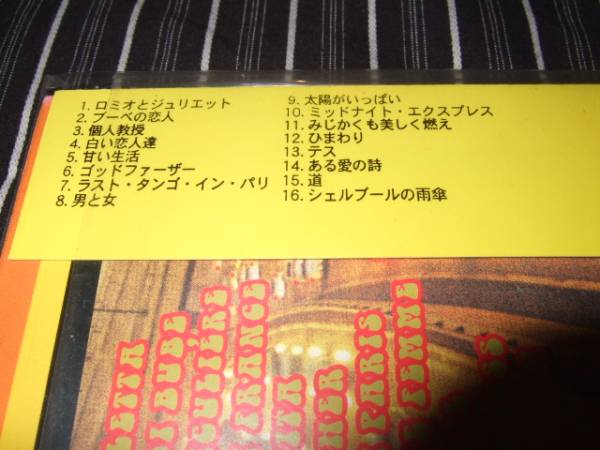 1. ロミオとジュリエット
2. ブーベの恋人
3. 個人教授
4. 白い恋人達
5. 甘い生活
6. ゴッドファーザー
7. ラスト・タンゴ・イン・パリ
8. 男と女
9. 太陽がいっぱい
10. ミッドナイト・エクスプレス
11. みじかくも美しく燃え
12. ひまわり
13. テス
14. ある愛の詩
15. 道
16. シェルブールの雨傘
BUBE
FRANCE
PARIS
FEMME